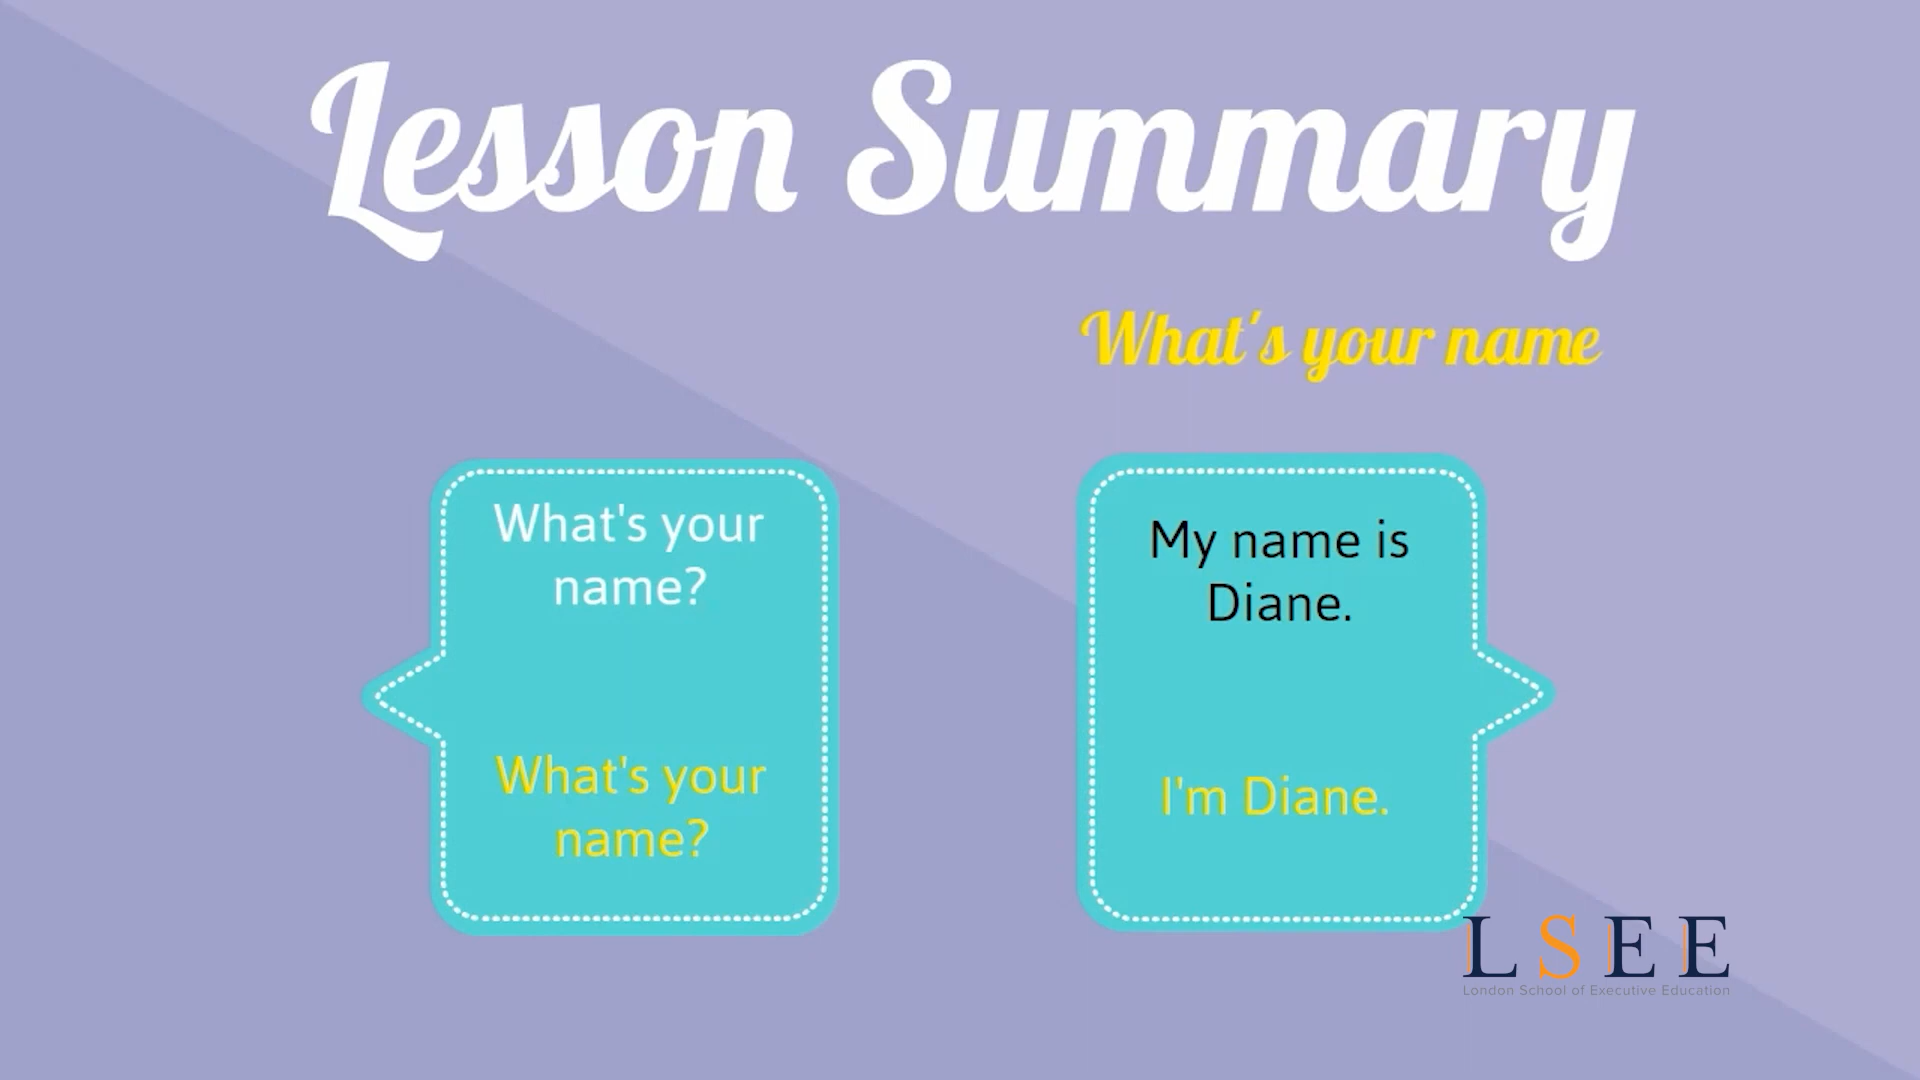 Lesson Summary
What's your name
What's your
name?
What's your
name?
My name is
Diane.
I'm Diane.
LSEE
London School of Executive Education